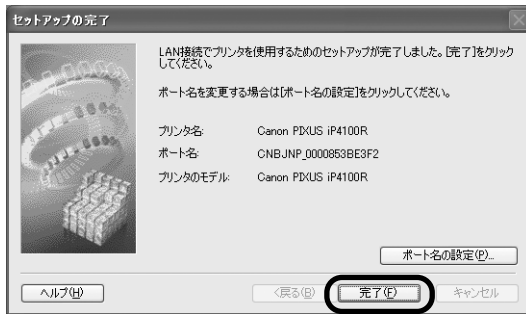 セットアップの完了
LAN接続でプリンタを使用するためのセットアップが完了しました。[完了]をクリック
してください。
ポート名を変更する場合は[ポート名の設定]をクリックしてください。
プリンタ名: Canon PIXUS iP4100R
ポート名: CNBJNP_0000853BE3F2
プリンタのモデル: Canon PIXUS iP4100R
ポート名の設定(P)...
ヘルプ(H) <戻る(B) 完了(F) キャンセル